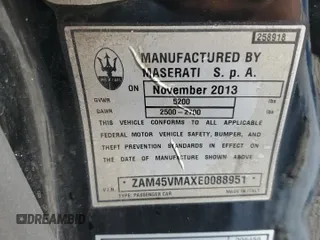 258918
MANUFACTURED BY
MASERATI S. p. A.
ON November 2013
GVWR 5200 lbs
GAWR 2500-2700 lbs
THIS VEHICLE CONFORMS TO ALL APPLICABLE
FEDERAL MOTOR VEHICLE SAFETY, BUMPER, AND
THEFT PREVENTION STANDARDS IN EFFECT ON
THE DATE OF MANUFACTURE SHOWN ABOVE
V.I.N. ZAM45VMAXE0088951
TYPE: PASSENGER CAR MADE IN ITALY
DREAMBID